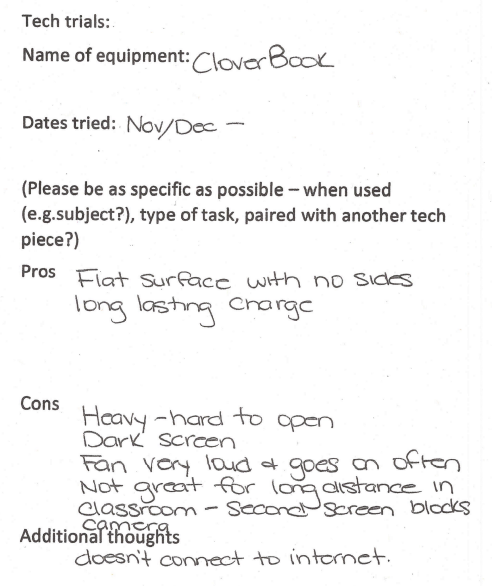 Tech trials:
Name of equipment: CloverBook
Dates tried: Nov/Dec –
(Please be as specific as possible – when used
(e.g.subject?), type of task, paired with another tech
piece?)
Pros Flat surface with no sides
long lasting charge
Cons Heavy - hard to open
Dark screen
Fan very loud & goes on often
Not great for long distance in
classroom - Second screen blocks
camera
Additional thoughts
doesn't connect to internet.